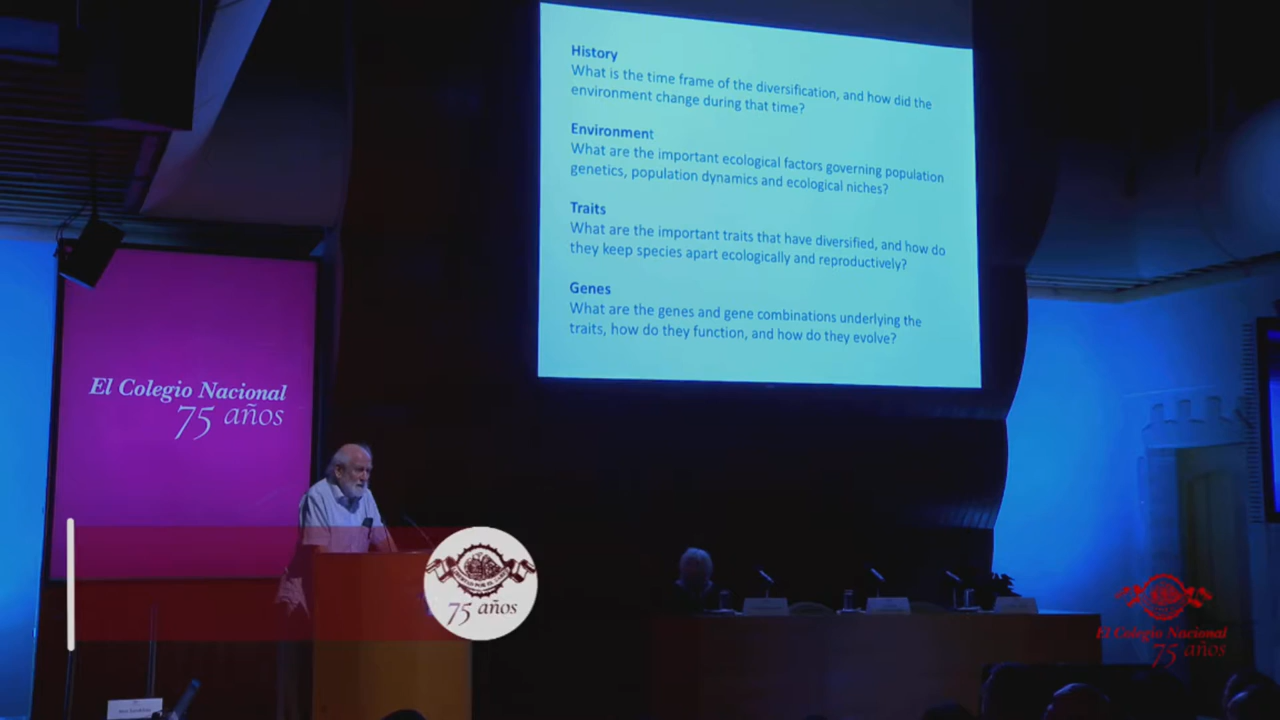 History
What is the time frame of the diversification, and how did the
environment change during that time?
Environment
What are the important ecological factors governing population
genetics, population dynamics and ecological niches?
Traits
What are the important traits that have diversified, and how do
they keep species apart ecologically and reproductively?
Genes
What are the genes and gene combinations underlying the
traits, how do they function, and how do they evolve?
El Colegio Nacional
75 años
75 años
El Colegio Nacional
75 años